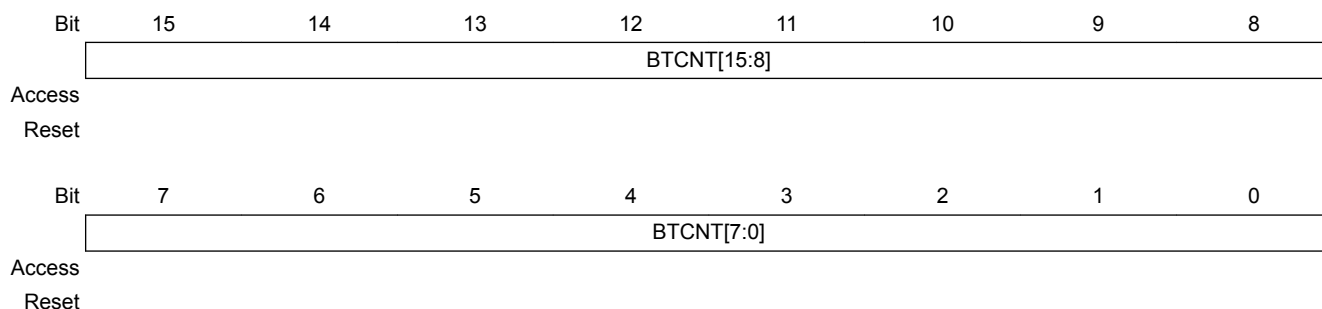 Bit 15 14 13 12 11 10 9 8
BTCNT[15:8]
Access
Reset
Bit 7 6 5 4 3 2 1 0
BTCNT[7:0]
Access
Reset